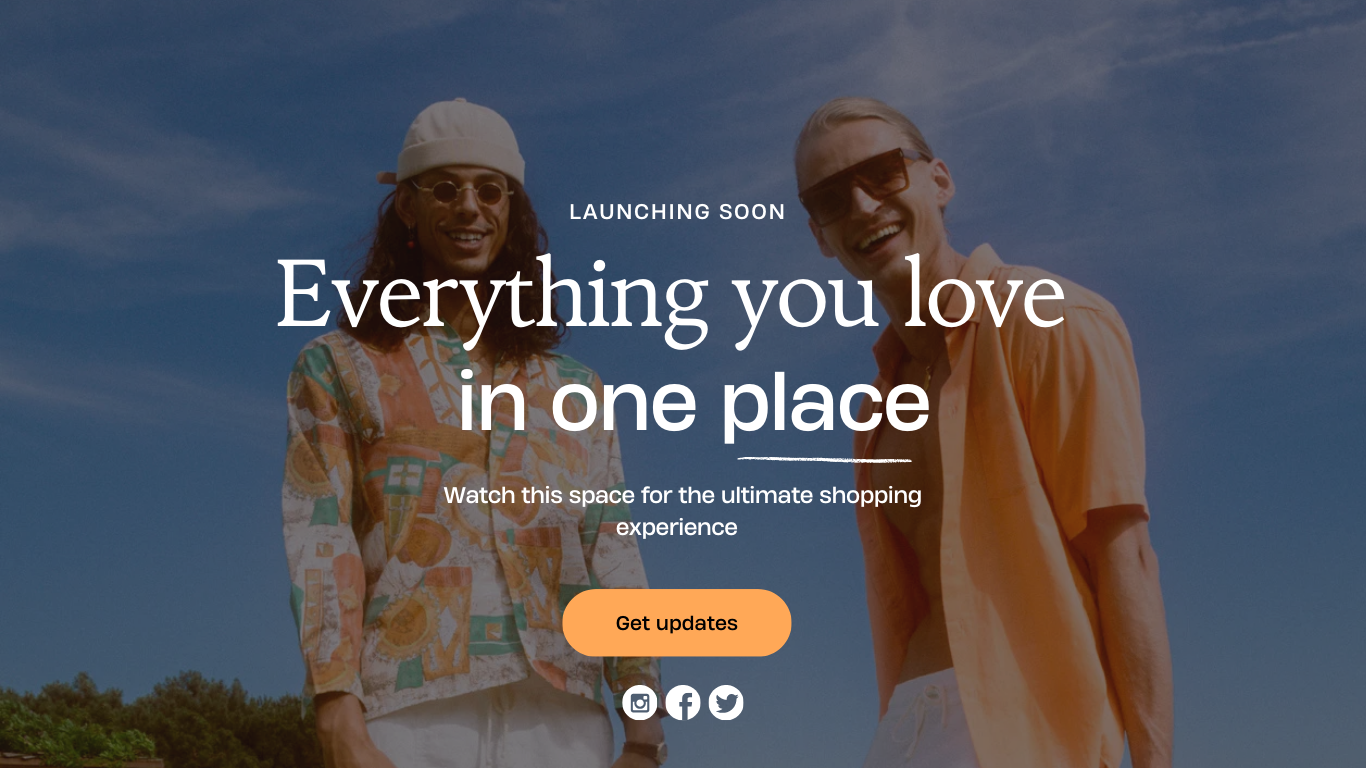 LAUNCHING SOON
Everything you love
in one place
Watch this space for the ultimate shopping
experience
Get updates